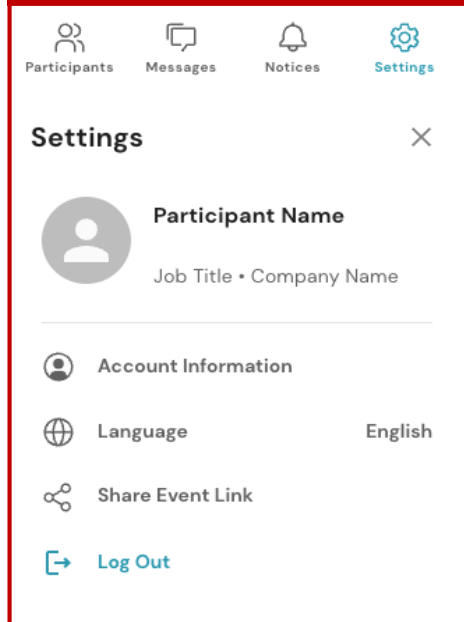 Participants Messages Notices Settings
Settings
Participant Name
Job Title • Company Name
Account Information
Language English
Share Event Link
Log Out